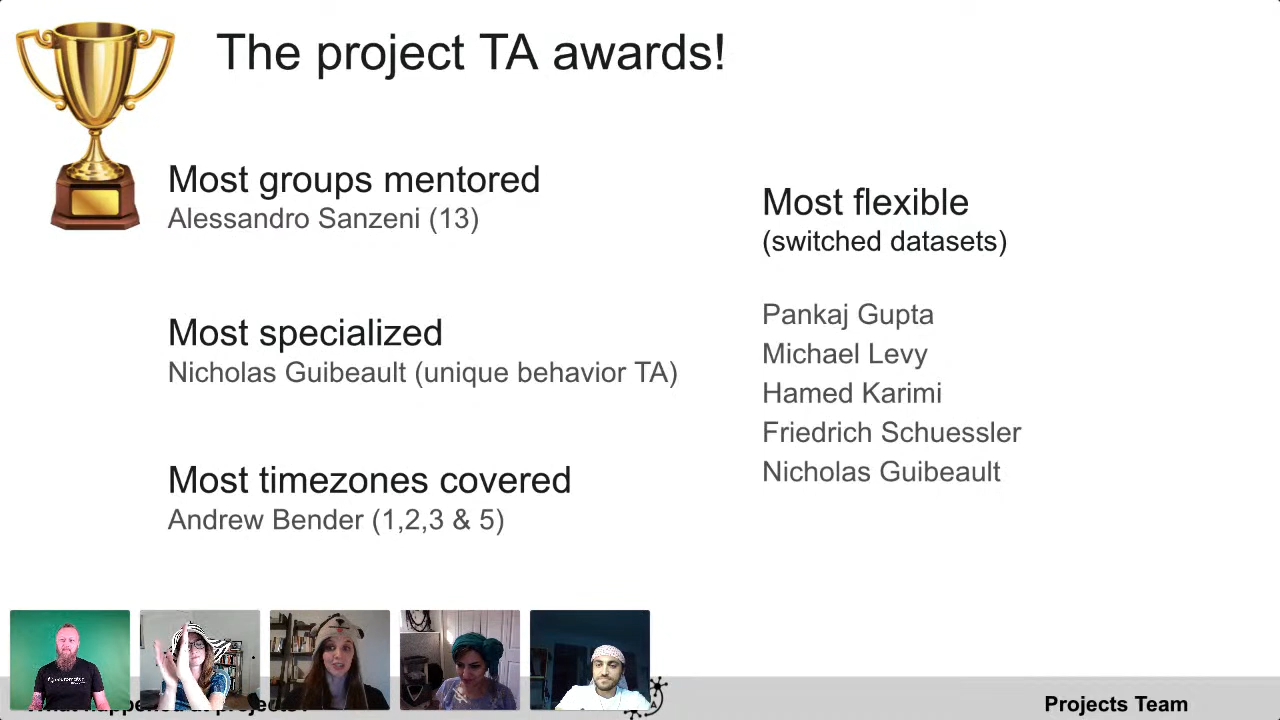 The project TA awards!
Most groups mentored
Alessandro Sanzeni (13)
Most specialized
Nicholas Guibeault (unique behavior TA)
Most timezones covered
Andrew Bender (1,2,3 & 5)
Most flexible
(switched datasets)
Pankaj Gupta
Michael Levy
Hamed Karimi
Friedrich Schuessler
Nicholas Guibeault
Projects Team